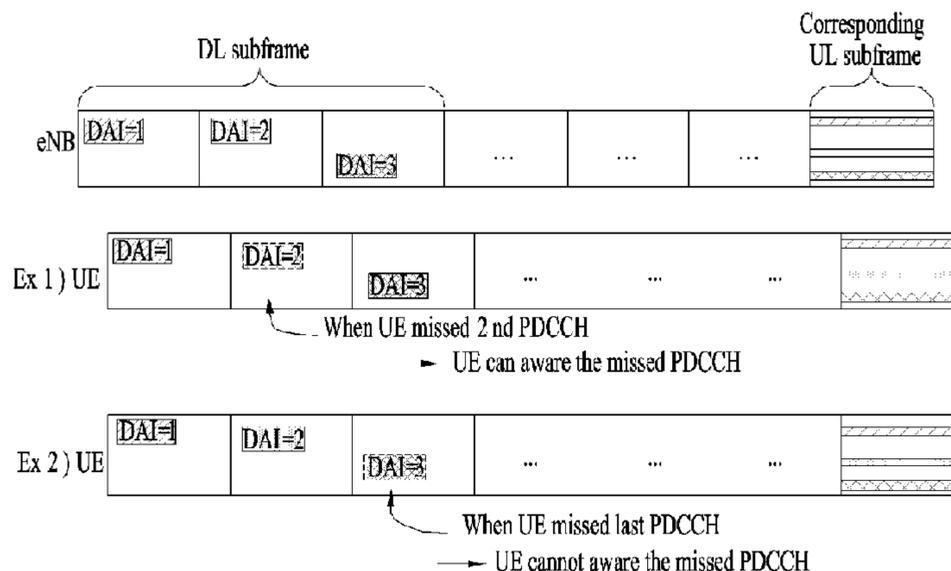 Corresponding
DL subframe
UL subframe
eNB
DAI=1
DAI=2
DAI=3
...
...
...
Ex 1 ) UE
DAI=1
DAI=2
DAI=3
...
...
...
When UE missed 2 nd PDCCH
UE can aware the missed PDCCH
Ex 2 ) UE
DAI=1
DAI=2
DAI=3
...
...
...
When UE missed last PDCCH
UE cannot aware the missed PDCCH